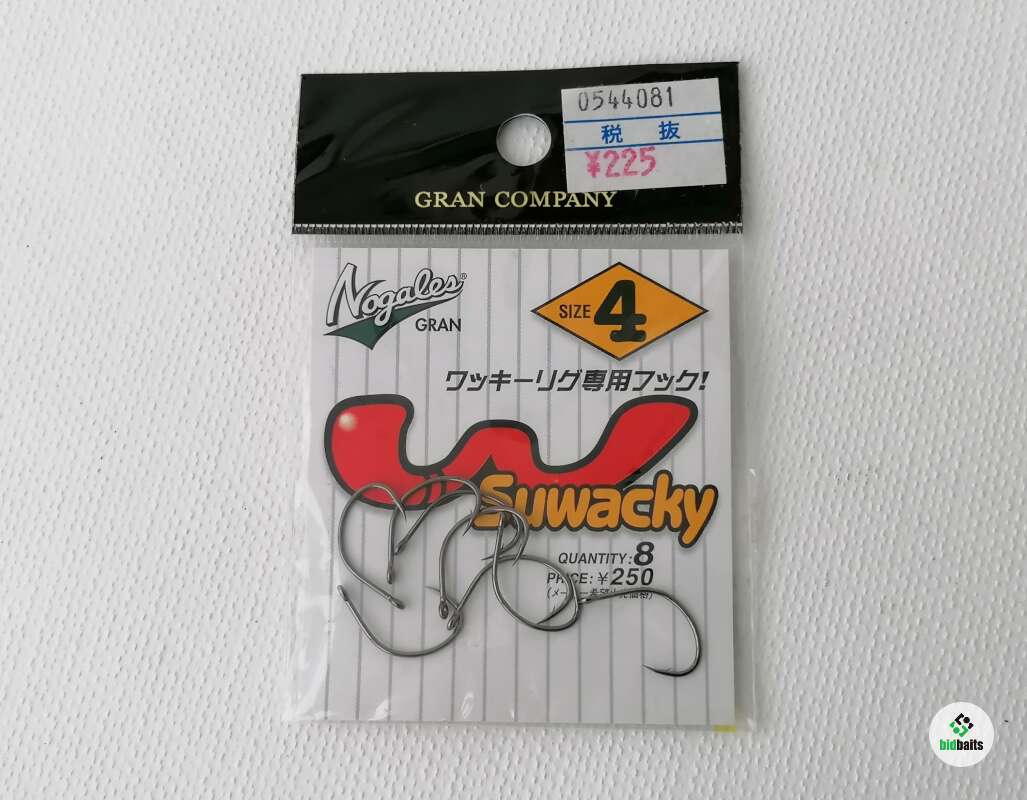 0544081
税 抜
¥225
GRAN COMPANY
Nogales®
GRAN
SIZE 4
ワッキーリグ専用フック!
Suwacky
QUANTITY:8
PRICE:¥250
bidbaits